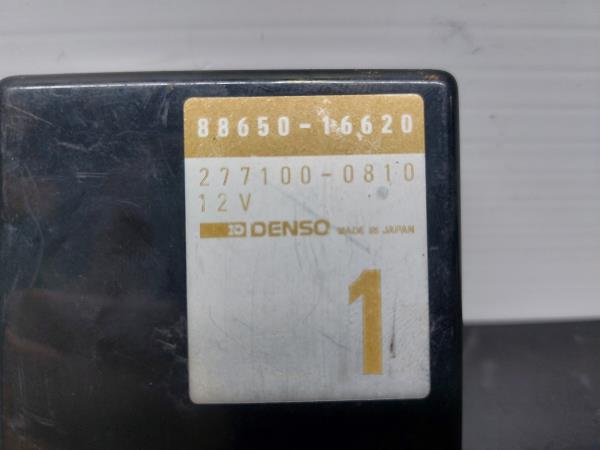 88650-16620
277100-0810
12V
DENSO MADE IN JAPAN
1